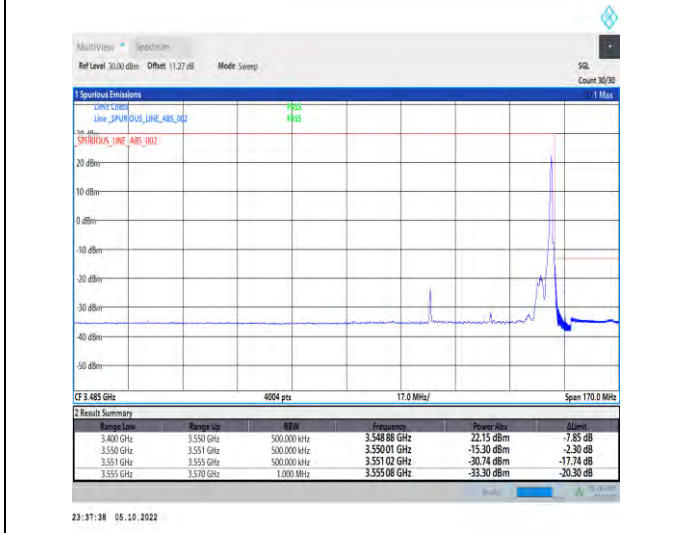 MultiView Spectrum
Ref Level 30.00 dBm Offset 11.27 dB Mode Sweep SGL
Count 30/30
1 Spurious Emissions 1 Max
Limit Check PASS
Line _SPURIOUS_LINE_ABS_002 PASS
_SPURIOUS_LINE_ABS_002
20 dBm
10 dBm
0 dBm
-10 dBm
-20 dBm
-30 dBm
-40 dBm
-50 dBm
CF 3.485 GHz 4004 pts 17.0 MHz/ Span 170.0 MHz
2 Result Summary
Range Low Range Up RBW Frequency Power Abs ΔLimit
3.400 GHz 3.550 GHz 500.000 kHz 3.548 88 GHz 22.15 dBm -7.85 dB
3.550 GHz 3.551 GHz 500.000 kHz 3.550 01 GHz -15.30 dBm -2.30 dB
3.551 GHz 3.555 GHz 500.000 kHz 3.551 02 GHz -30.74 dBm -17.74 dB
3.555 GHz 3.570 GHz 1.000 MHz 3.555 08 GHz -33.30 dBm -20.30 dB
23:37:38 05.10.2022